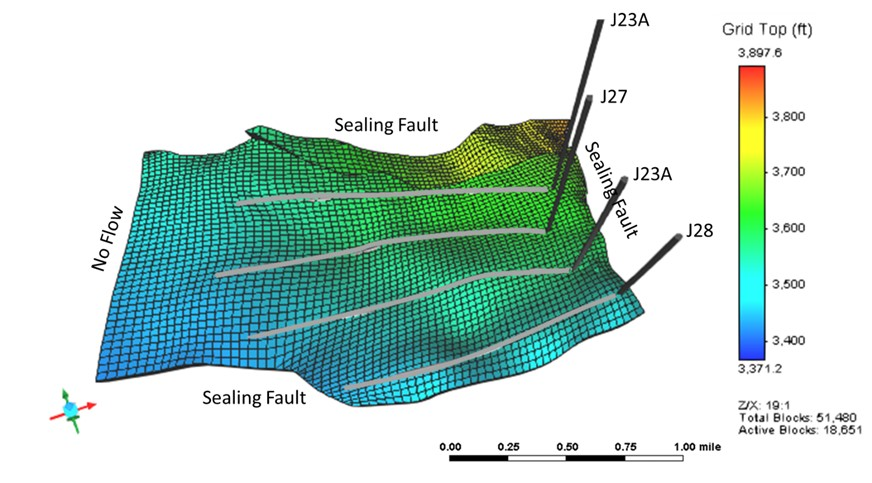 J23A
Grid Top (ft)
3,897.6
J27
3,800
Sealing Fault
Sealing Fault
J23A
3,700
No Flow
J28
3,600
3,500
3,400
3,371.2
Sealing Fault
Z/X: 19:1
Total Blocks: 51,480
Active Blocks: 18,651
0.00 0.25 0.50 0.75 1.00 mile